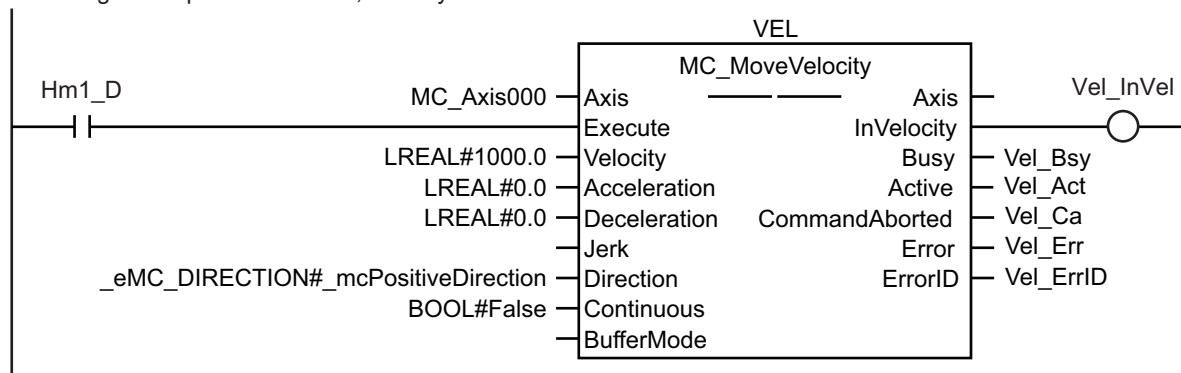 VEL
MC_MoveVelocity
Hm1_D
MC_Axis000 Axis Axis Vel_InVel
Execute InVelocity
LREAL#1000.0 Velocity Busy Vel_Bsy
LREAL#0.0 Acceleration Active Vel_Act
LREAL#0.0 Deceleration CommandAborted Vel_Ca
Jerk Error Vel_Err
_eMC_DIRECTION#_mcPositiveDirection Direction ErrorID Vel_ErrID
BOOL#False Continuous
BufferMode